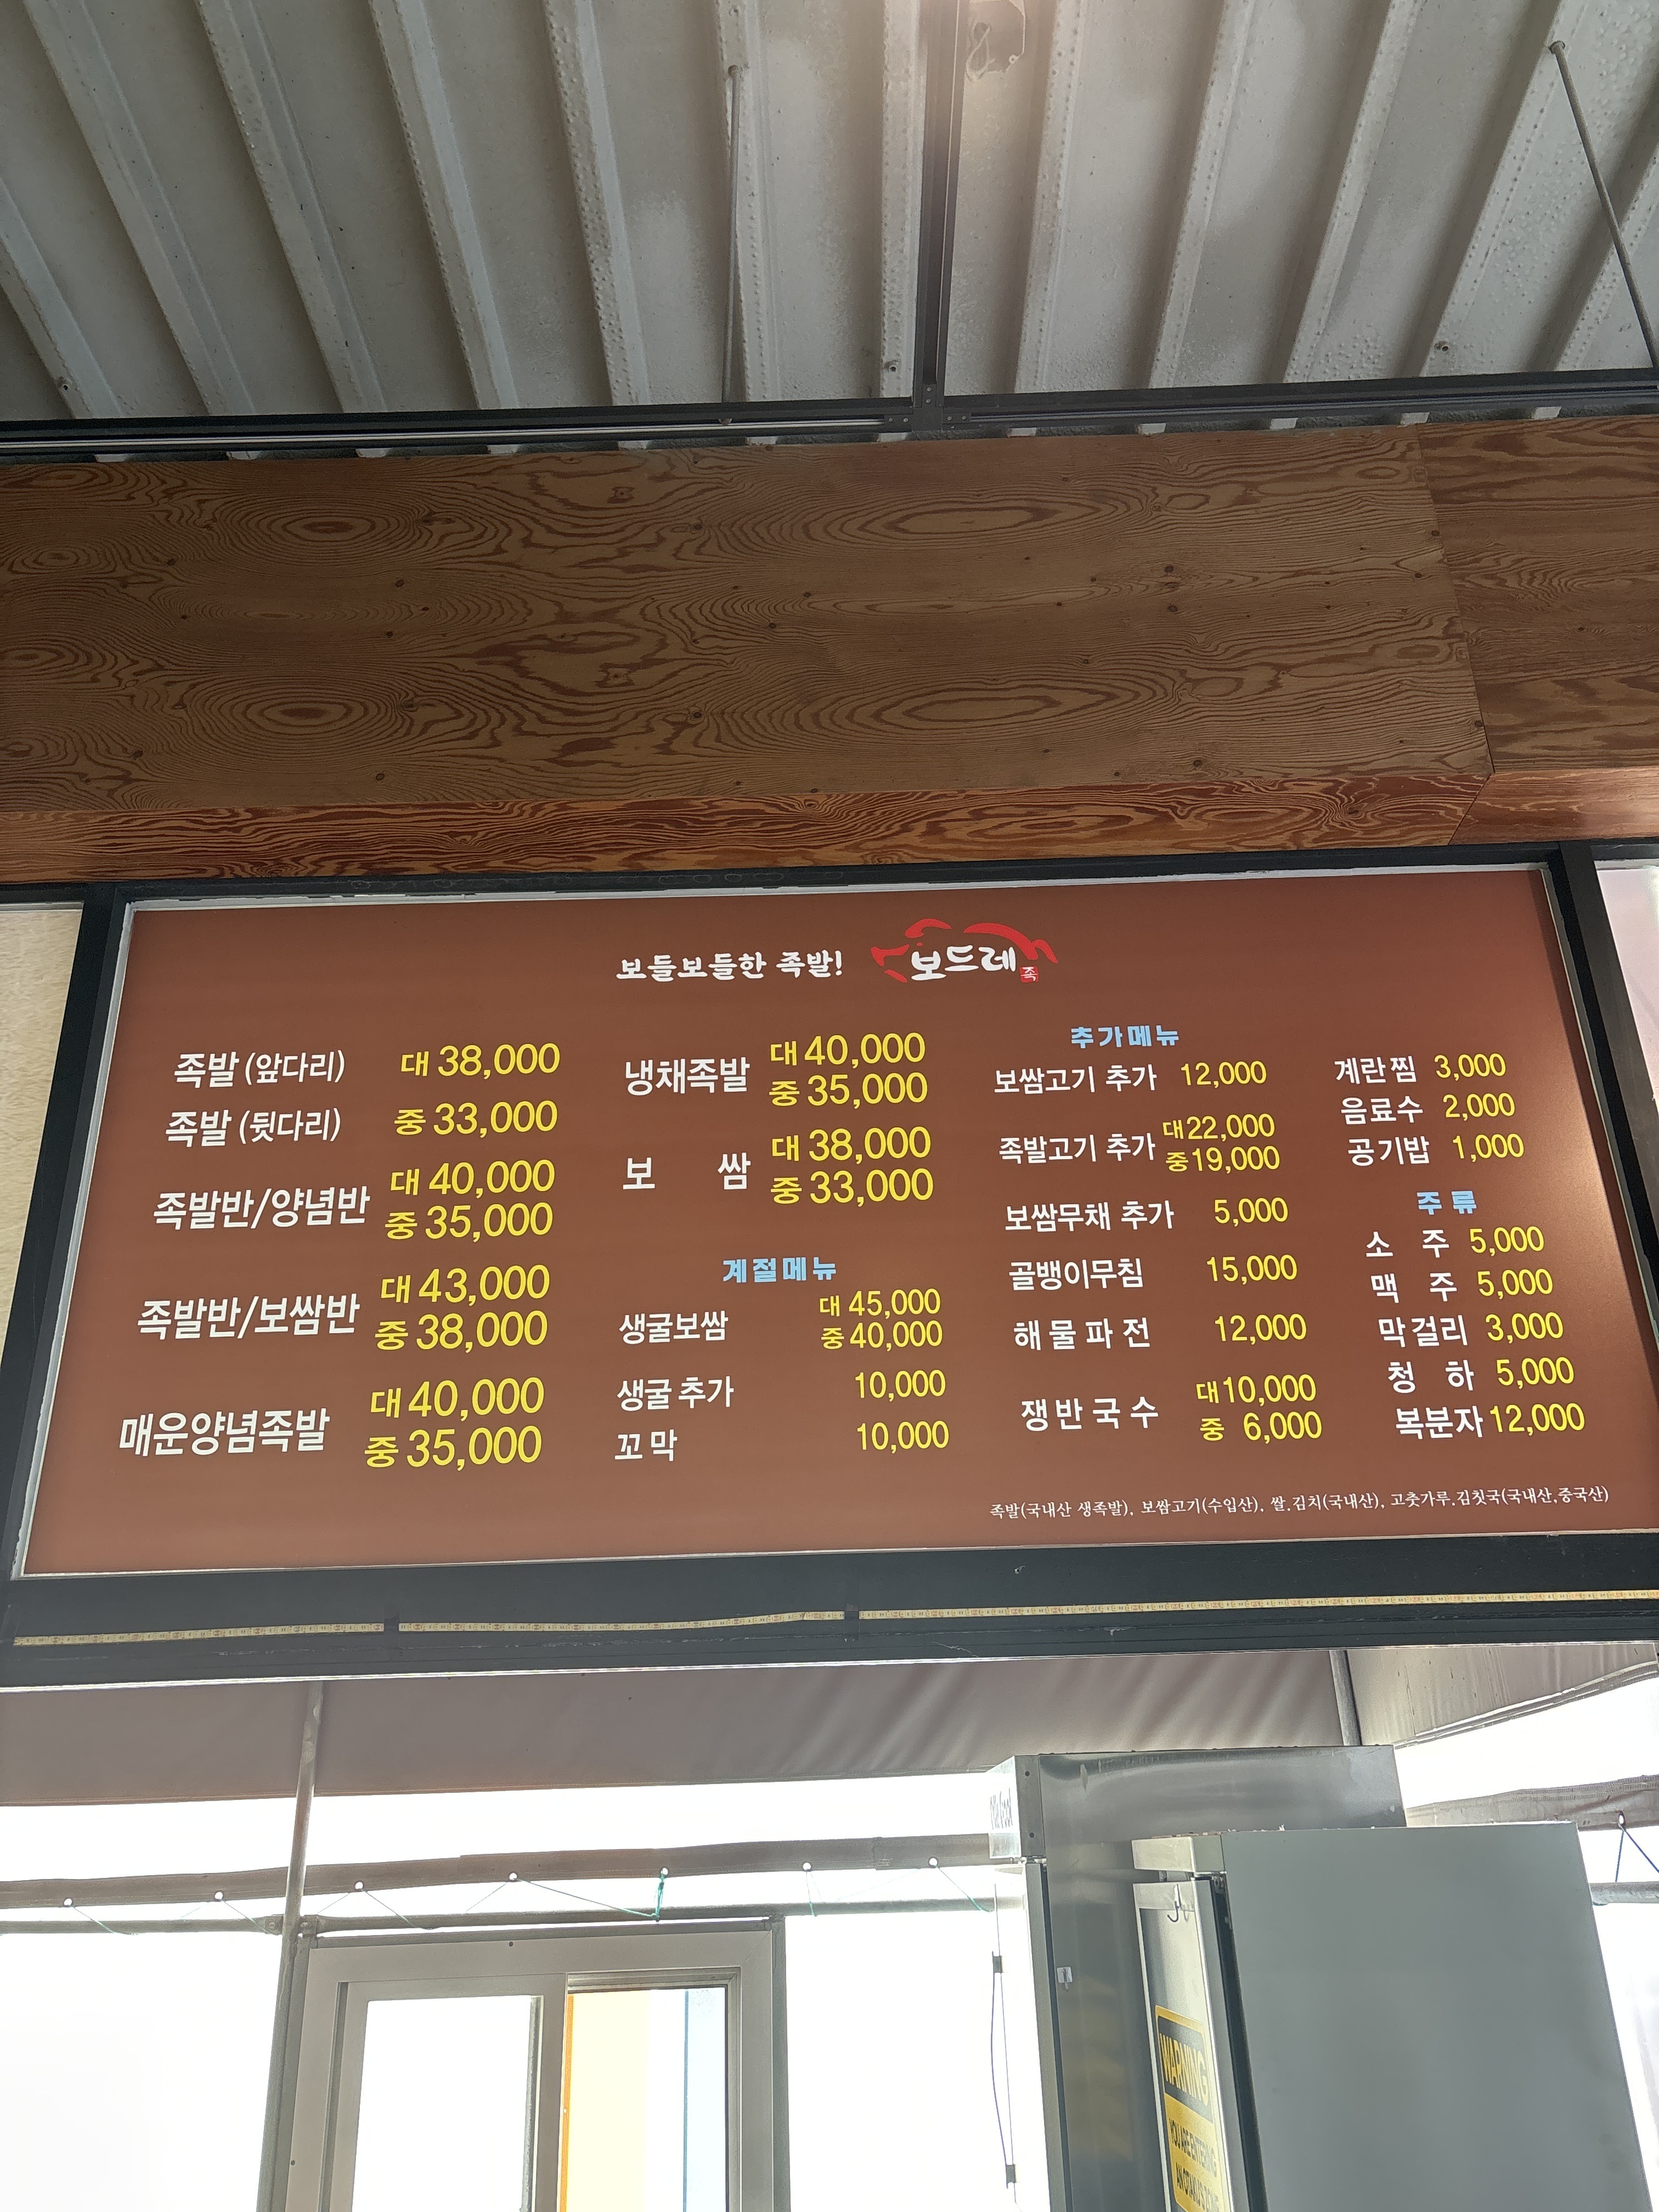 보들보들한 족발! 보드레 족
족발 (앞다리) 대 38,000
족발 (뒷다리) 중 33,000
족발반/양념반 대 40,000
중 35,000
족발반/보쌈반 대 43,000
중 38,000
매운양념족발 대 40,000
중 35,000
냉채족발 대 40,000
중 35,000
보 쌈 대 38,000
중 33,000
계절메뉴
생굴보쌈 대 45,000
중 40,000
생굴 추가 10,000
꼬막 10,000
추가메뉴
보쌈고기 추가 12,000
족발고기 추가 대 22,000
중 19,000
보쌈무채 추가 5,000
골뱅이무침 15,000
해물파전 12,000
쟁반국수 대 10,000
중 6,000
계란찜 3,000
음료수 2,000
공기밥 1,000
주류
소 주 5,000
맥 주 5,000
막걸리 3,000
청 하 5,000
복분자 12,000
족발(국내산 생족발), 보쌈고기(수입산), 쌀.김치(국내산), 고춧가루.김칫국(국내산,중국산)
WARNING
YOU ARE ENTERING